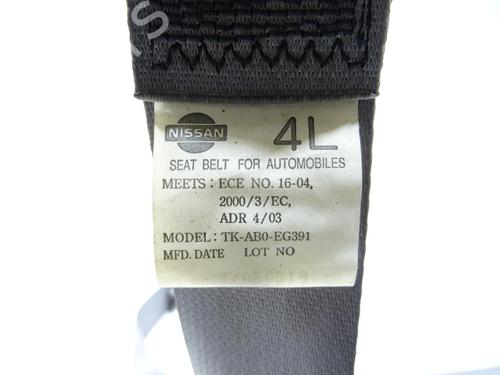 NISSAN 4L
SEAT BELT FOR AUTOMOBILES
MEETS : ECE NO. 16-04,
2000/3/EC,
ADR 4/03
MODEL: TK-AB0-EG391
MFD. DATE LOT NO